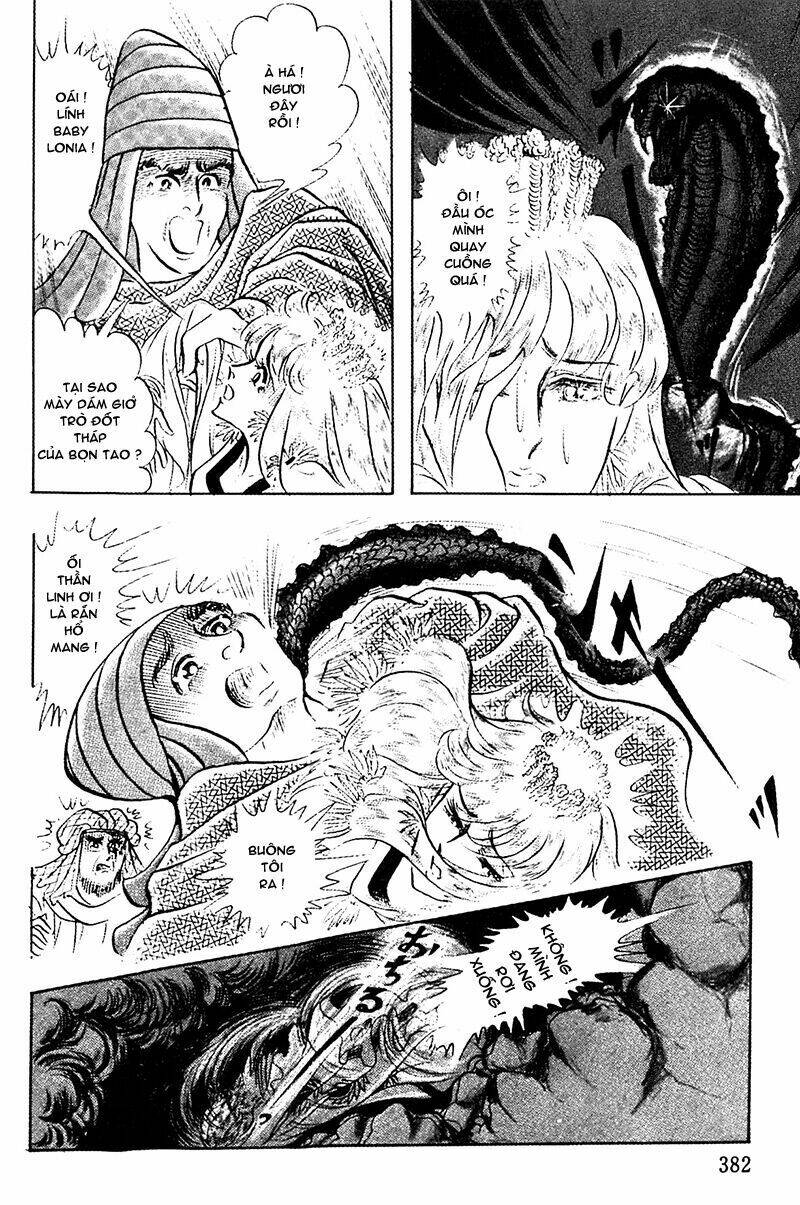 À HÁ !
NGƯƠI
ĐÂY
RỒI !
OÁI !
LÍNH
BABY
LONIA !
TẠI SAO
MÀY DÁM GIỞ
TRÒ ĐỐT
THÁP
CỦA BỌN TAO ?
ÔI !
ĐẦU ÓC
MÌNH
QUAY
CUỒNG
QUÁ !
ỐI
THẦN
LINH ƠI !
LÀ RẮN
HỔ
MANG !
BUÔNG
TÔI
RA !
KHÔNG !
MÌNH
ĐANG
RƠI
XUỐNG !
おちる
382